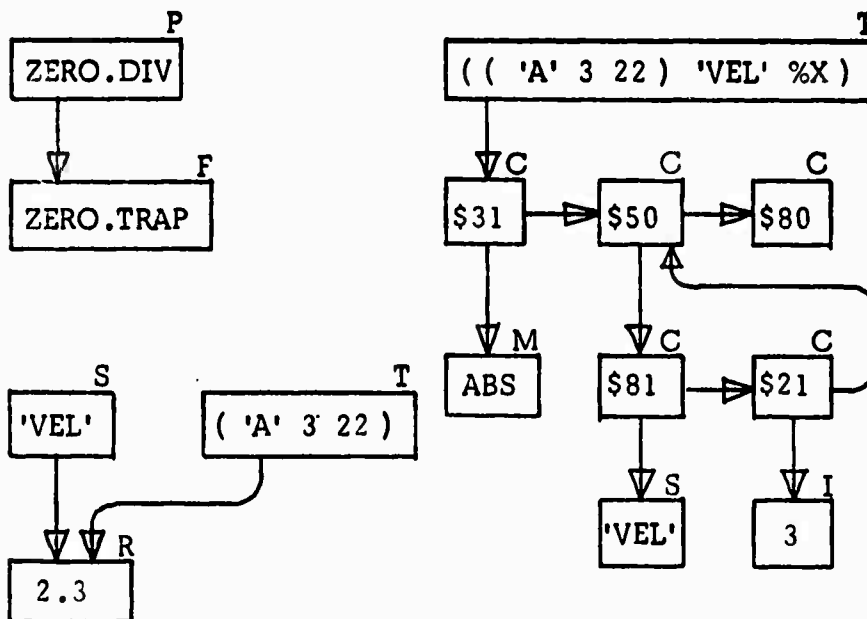 P
ZERO.DIV
F
ZERO.TRAP
T
( ( 'A' 3 22 ) 'VEL' %X )
C C C
$31 $50 $80
M C C
ABS $81 $21
S I
'VEL' 3
S T
'VEL' ( 'A' 3 22 )
R
2.3